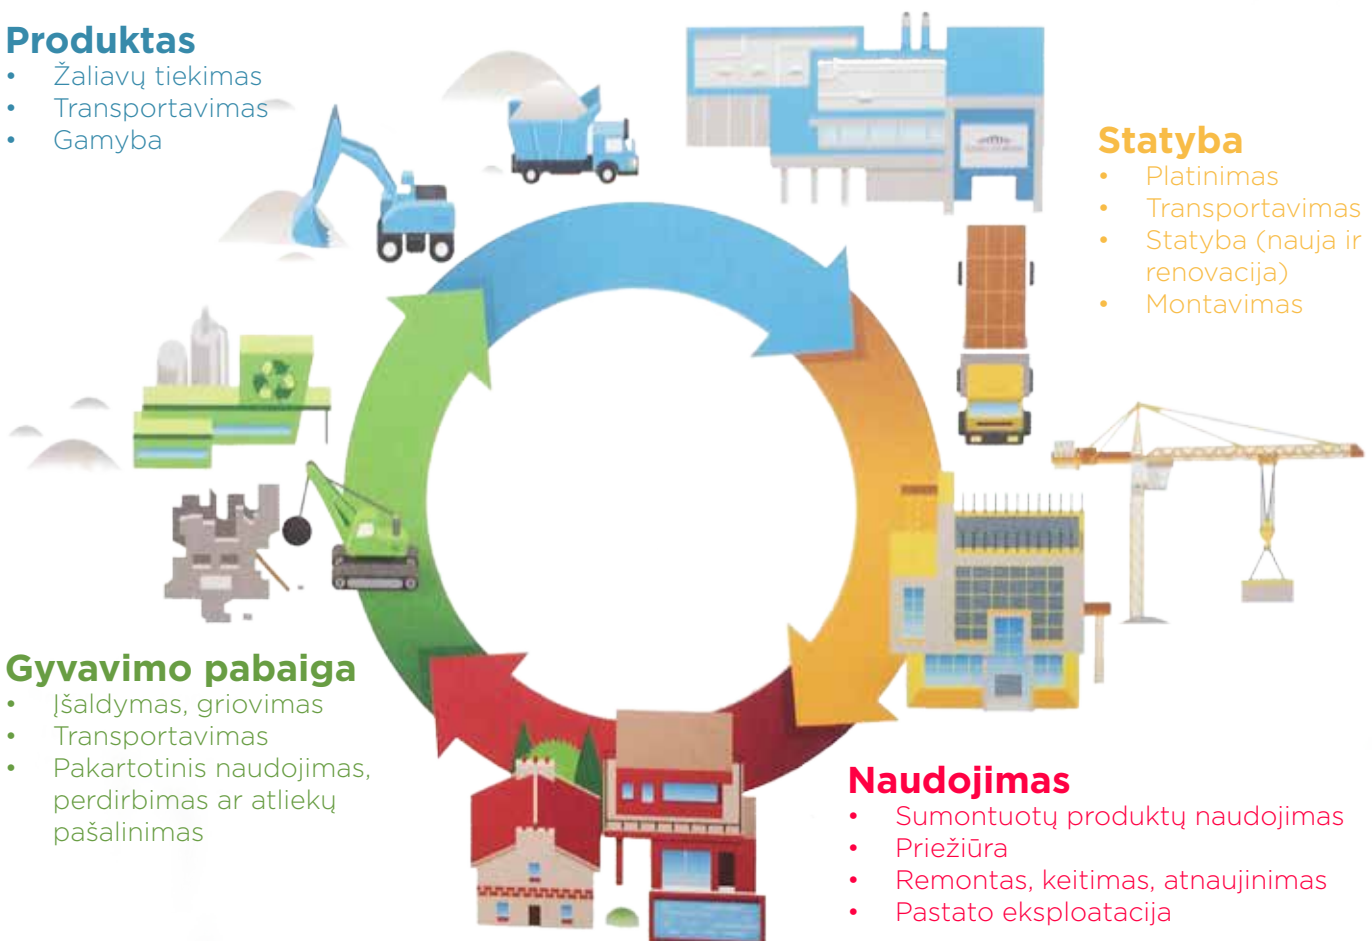 Produktas
• Žaliavų tiekimas
• Transportavimas
• Gamyba
Statyba
• Platinimas
• Transportavimas
• Statyba (nauja ir
renovacija)
• Montavimas
Gyvavimo pabaiga
• Įšaldymas, griovimas
• Transportavimas
• Pakartotinis naudojimas,
perdirbimas ar atliekų
pašalinimas
Naudojimas
• Sumontuotų produktų naudojimas
• Priežiūra
• Remontas, keitimas, atnaujinimas
• Pastato eksploatacija